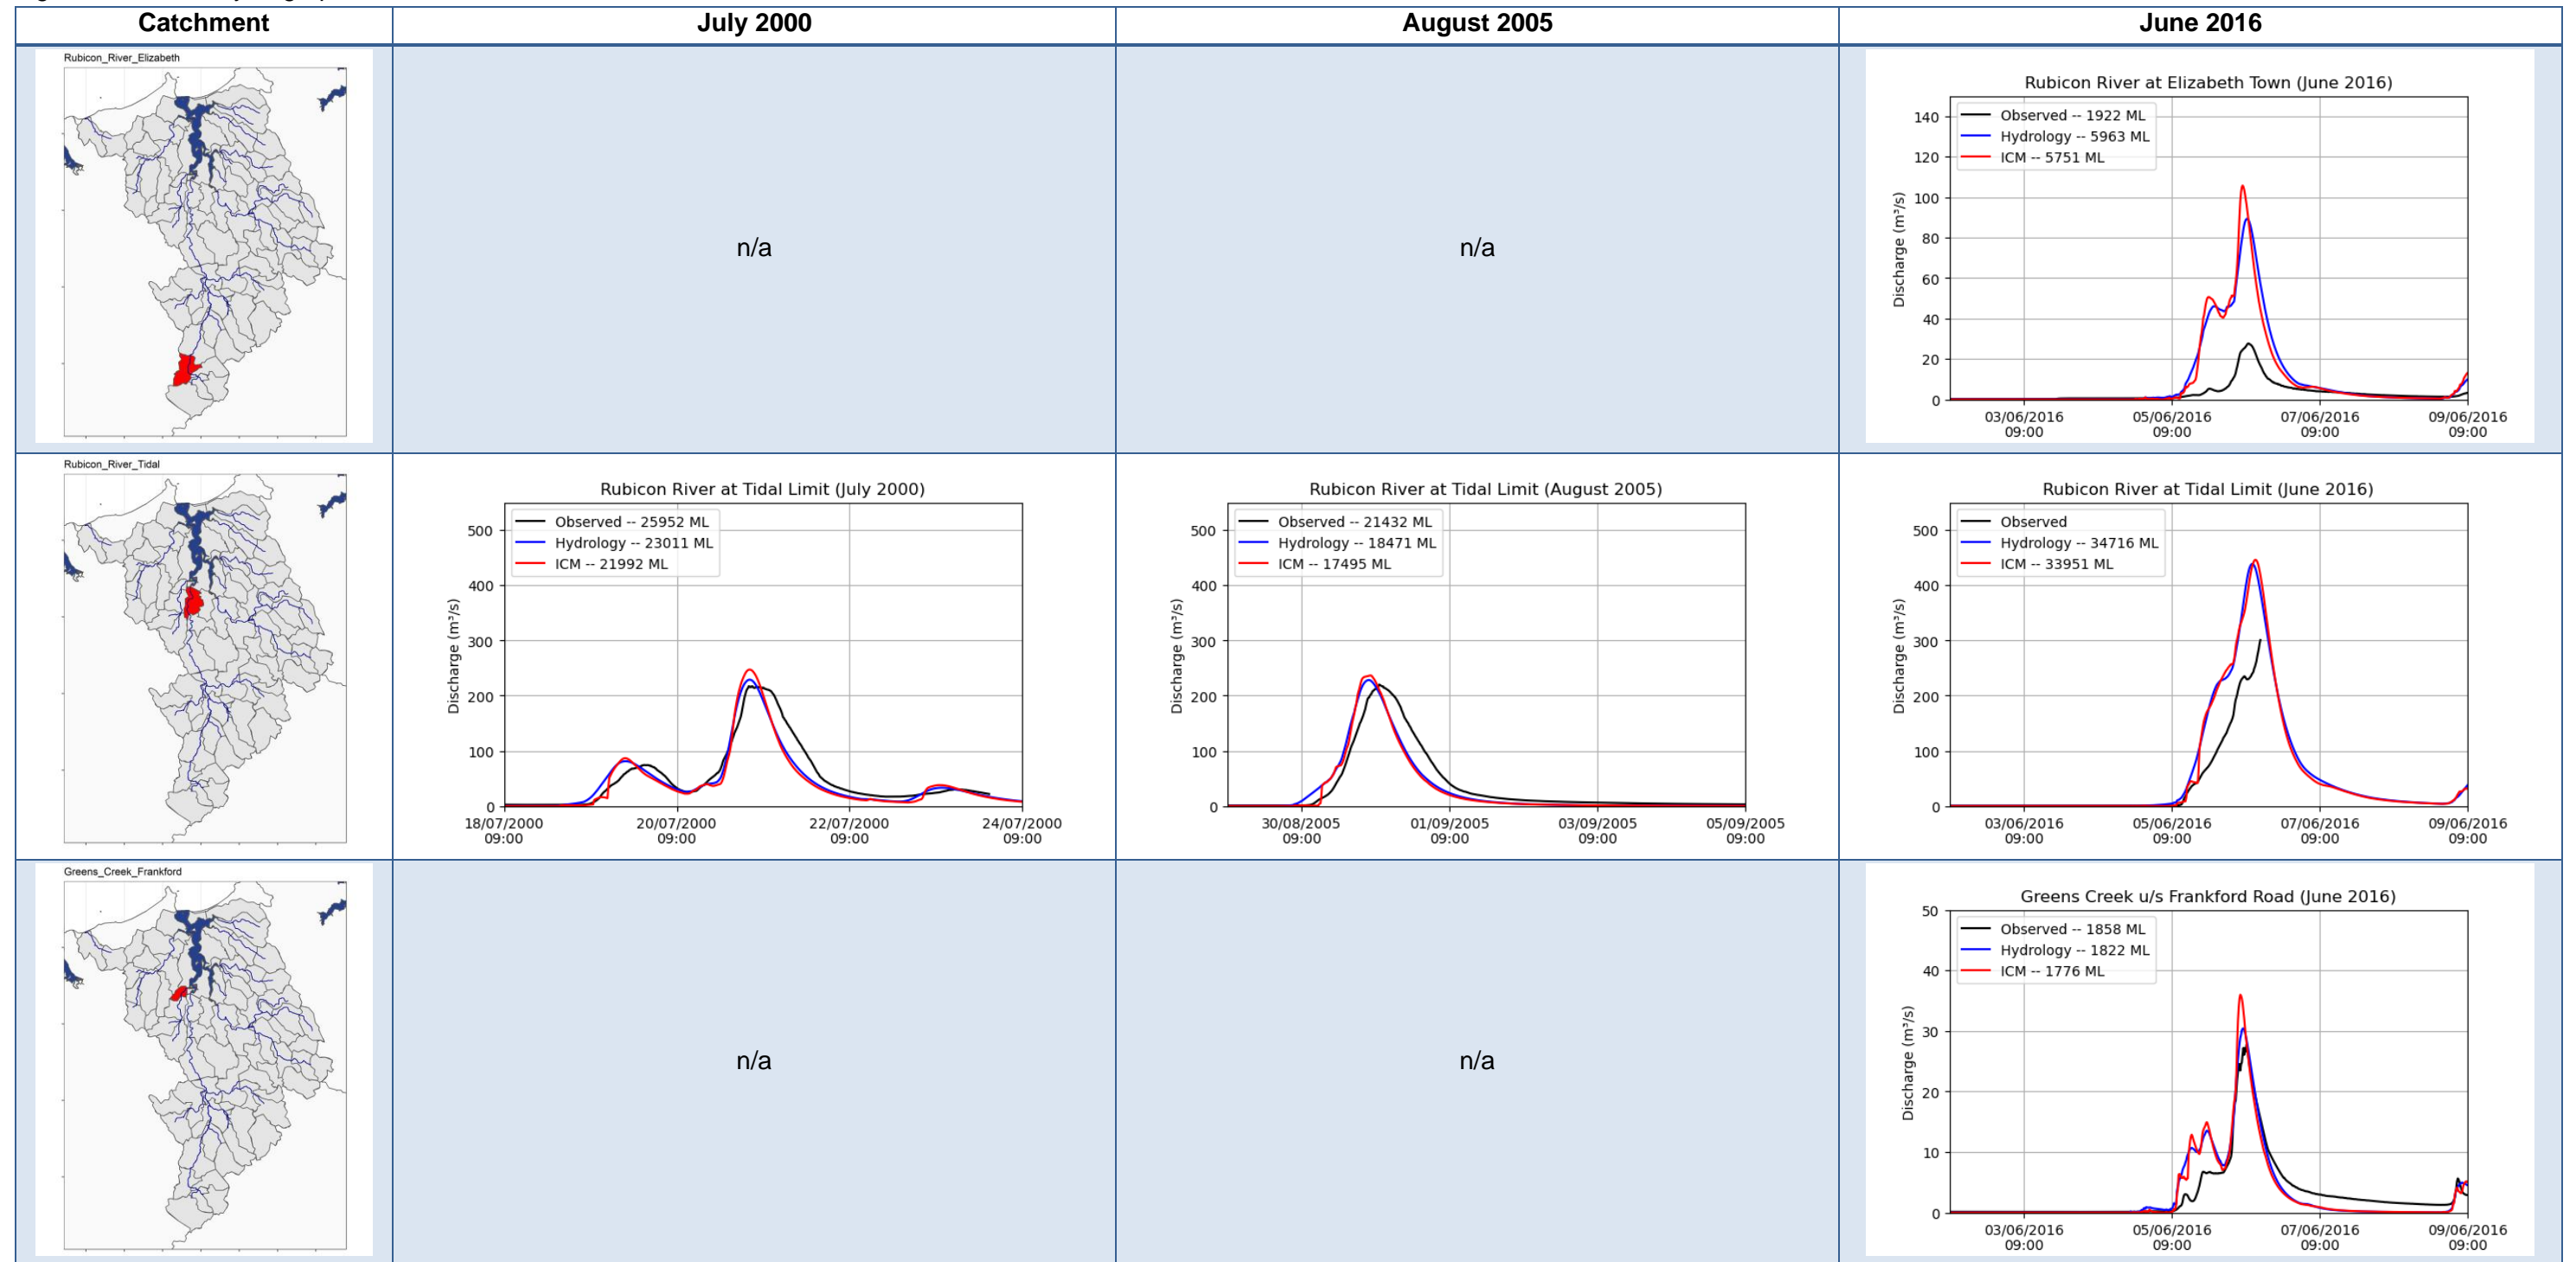 Catchment
July 2000
August 2005
June 2016
Rubicon_River_Elizabeth
n/a
n/a
Rubicon River at Elizabeth Town (June 2016)
Observed -- 1922 ML
Hydrology -- 5963 ML
ICM -- 5751 ML
Discharge (m³/s)
140
120
100
80
60
40
20
0
03/06/2016 05/06/2016 07/06/2016 09/06/2016
09:00 09:00 09:00 09:00
Rubicon_River_Tidal
Rubicon River at Tidal Limit (July 2000)
Observed -- 25952 ML
Hydrology -- 23011 ML
ICM -- 21992 ML
Discharge (m³/s)
500
400
300
200
100
0
18/07/2000 20/07/2000 22/07/2000 24/07/2000
09:00 09:00 09:00 09:00
Rubicon River at Tidal Limit (August 2005)
Observed -- 21432 ML
Hydrology -- 18471 ML
ICM -- 17495 ML
Discharge (m³/s)
500
400
300
200
100
0
30/08/2005 01/09/2005 03/09/2005 05/09/2005
09:00 09:00 09:00 09:00
Rubicon River at Tidal Limit (June 2016)
Observed
Hydrology -- 34716 ML
ICM -- 33951 ML
Discharge (m³/s)
500
400
300
200
100
0
03/06/2016 05/06/2016 07/06/2016 09/06/2016
09:00 09:00 09:00 09:00
Greens_Creek_Frankford
n/a
n/a
Greens Creek u/s Frankford Road (June 2016)
Observed -- 1858 ML
Hydrology -- 1822 ML
ICM -- 1776 ML
Discharge (m³/s)
50
40
30
20
10
0
03/06/2016 05/06/2016 07/06/2016 09/06/2016
09:00 09:00 09:00 09:00